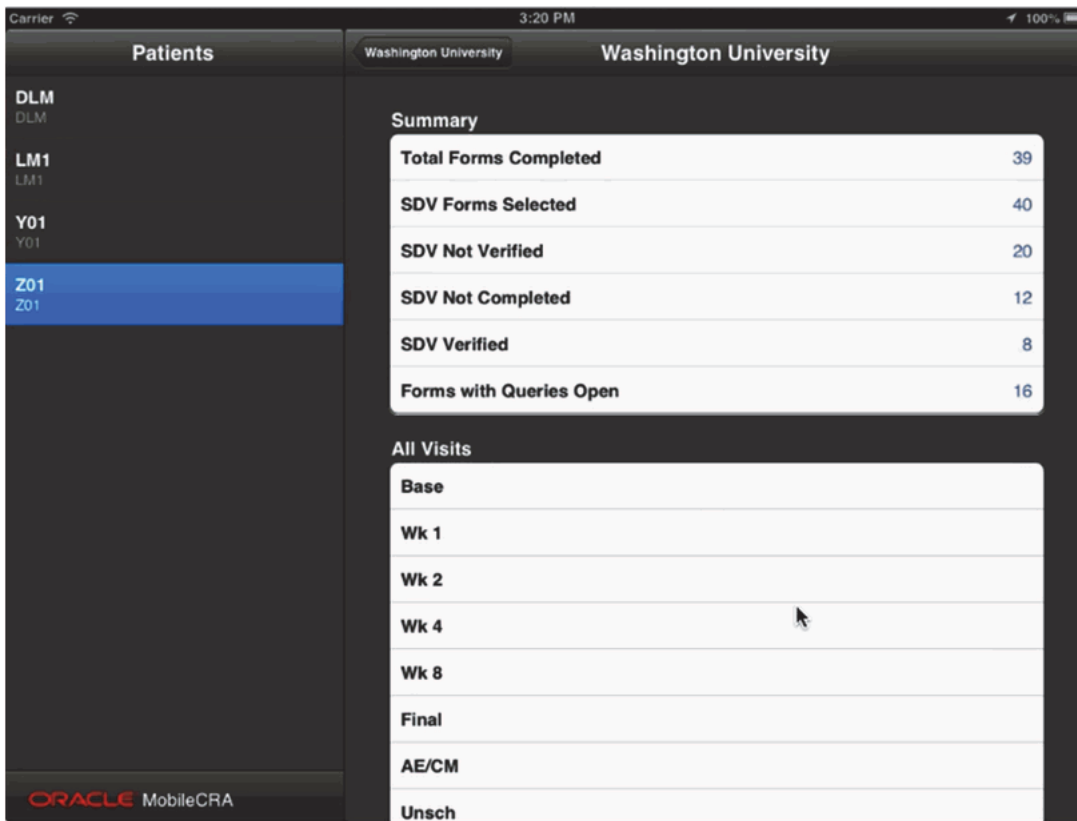 Carrier 3:20 PM 100%
Patients
Washington University
Washington University
DLM
DLM
LM1
LM1
Y01
Y01
Z01
Z01
Summary
Total Forms Completed 39
SDV Forms Selected 40
SDV Not Verified 20
SDV Not Completed 12
SDV Verified 8
Forms with Queries Open 16
All Visits
Base
Wk 1
Wk 2
Wk 4
Wk 8
Final
AE/CM
Unsch
ORACLE MobileCRA